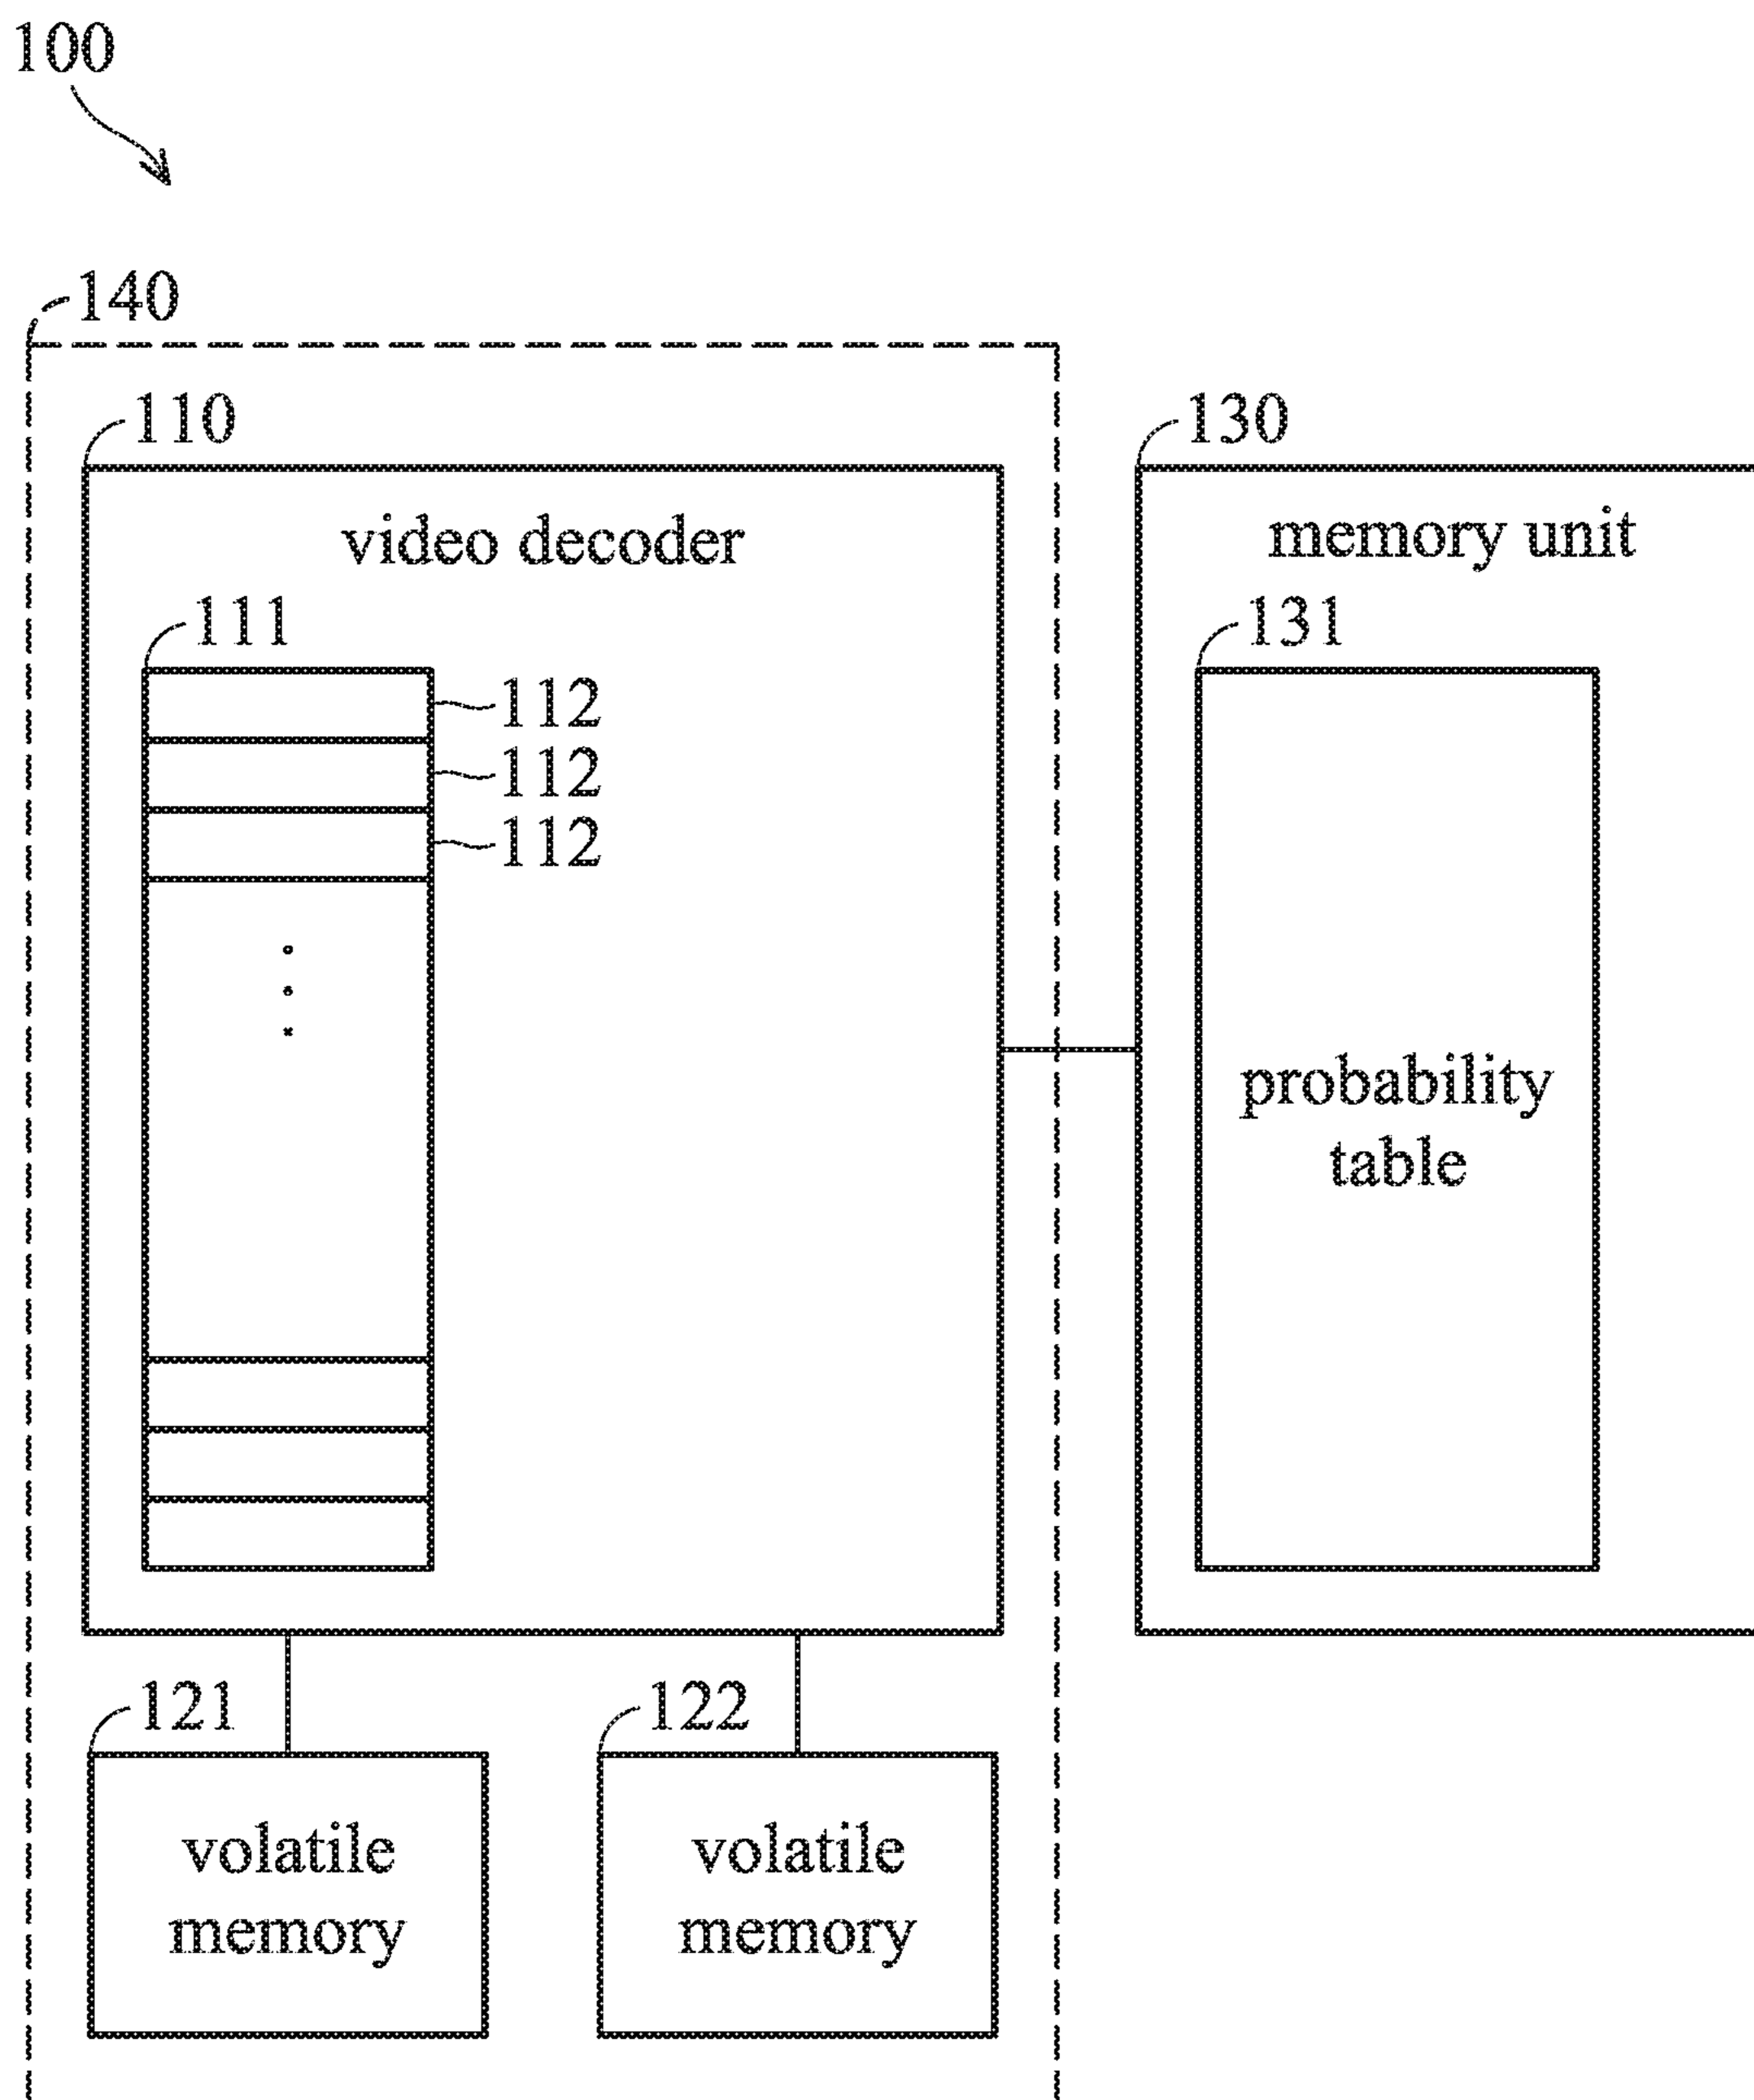 100
140
110
130
video decoder
memory unit
111
131
112
112
112
probability
table
121
122
volatile
memory
volatile
memory